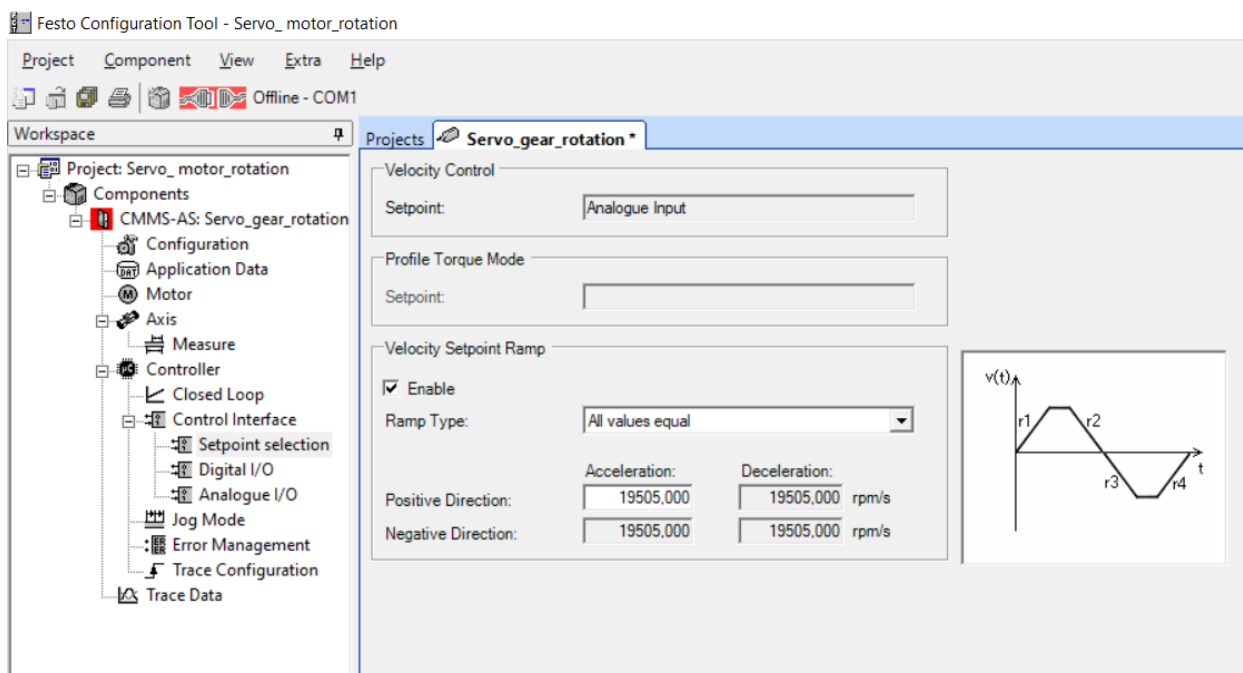 Festo Configuration Tool - Servo_ motor_rotation
Project Component View Extra Help
Offline - COM1
Workspace
Project: Servo_ motor_rotation
Components
CMMS-AS: Servo_gear_rotation
Configuration
DAT Application Data
M Motor
Axis
Measure
Controller
Closed Loop
Control Interface
Setpoint selection
Digital I/O
Analogue I/O
Jog Mode
ER ER Error Management
Trace Configuration
Trace Data
Projects Servo_gear_rotation *
Velocity Control
Setpoint: Analogue Input
Profile Torque Mode
Setpoint:
Velocity Setpoint Ramp
Enable
Ramp Type: All values equal
Acceleration: Deceleration:
Positive Direction: 19505,000 19505,000 rpm/s
Negative Direction: 19505,000 19505,000 rpm/s
v(t)
r1 r2
t
r3 r4